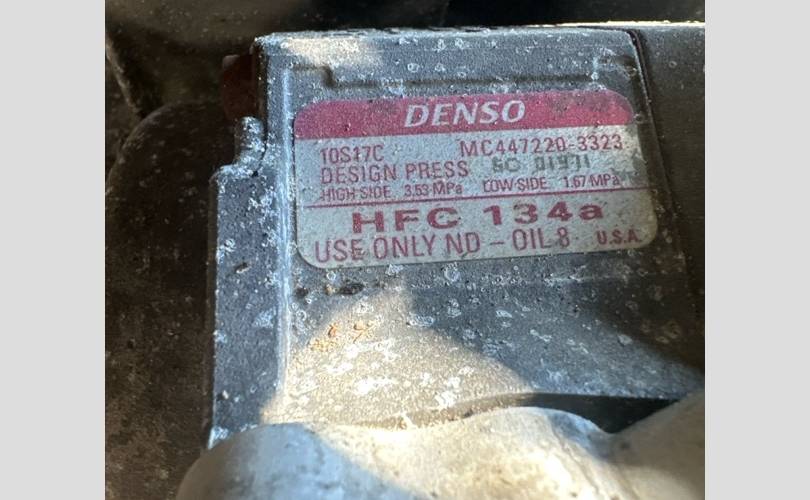 DENSO
10S17C MC447220-3323
DESIGN PRESS
HIGH SIDE 3.53 MPa LOW SIDE 1.67 MPa
HFC 134a
USE ONLY ND-OIL 8 U.S.A.